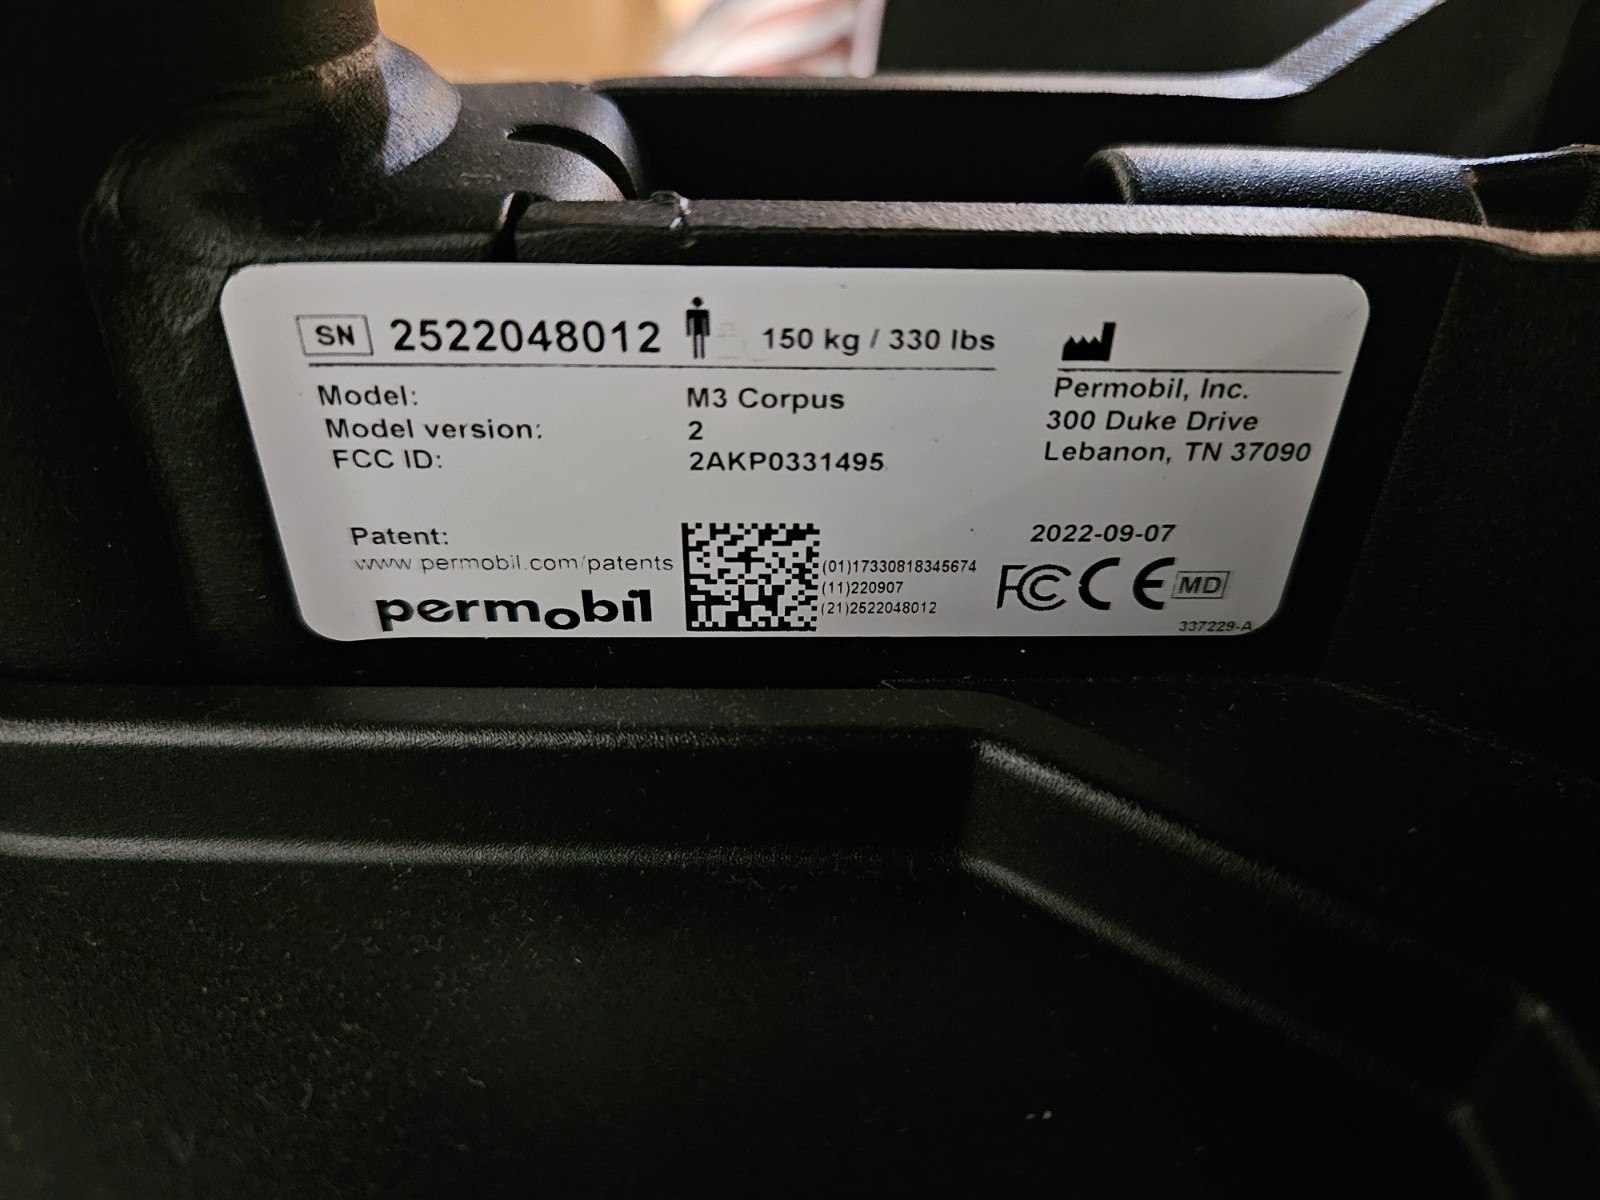 SN 2522048012 150 kg / 330 lbs
Model: M3 Corpus
Model version: 2
FCC ID: 2AKP0331495
Permobil, Inc.
300 Duke Drive
Lebanon, TN 37090
Patent:
www.permobil.com/patents
permobil
(01)17330818345674
(11)220907
(21)2522048012
2022-09-07
FC CE MD
337229-A